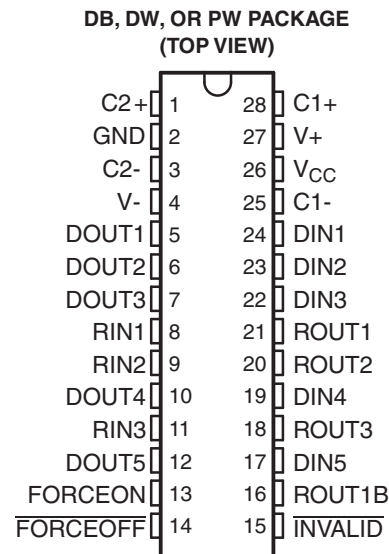 DB, DW, OR PW PACKAGE
(TOP VIEW)
C2+ 1 28 C1+
GND 2 27 V+
C2- 3 26 VCC
V- 4 25 C1-
DOUT1 5 24 DIN1
DOUT2 6 23 DIN2
DOUT3 7 22 DIN3
RIN1 8 21 ROUT1
RIN2 9 20 ROUT2
DOUT4 10 19 DIN4
RIN3 11 18 ROUT3
DOUT5 12 17 DIN5
FORCEON 13 16 ROUT1B
FORCEOFF 14 15 INVALID